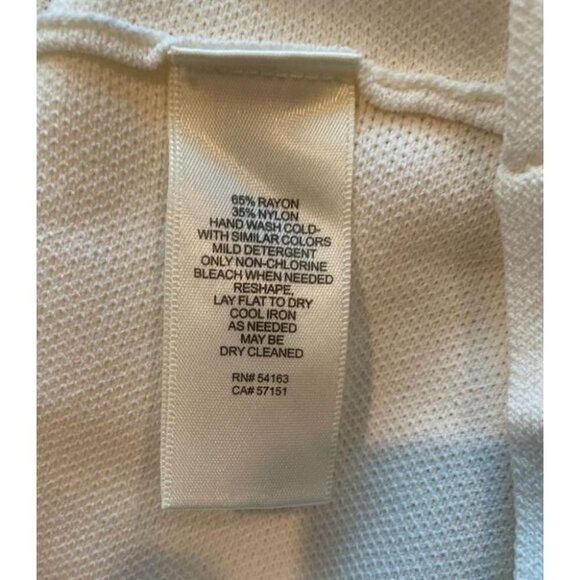 65% RAYON
35% NYLON
HAND WASH COLD-
WITH SIMILAR COLORS
MILD DETERGENT
ONLY NON-CHLORINE
BLEACH WHEN NEEDED
RESHAPE,
LAY FLAT TO DRY
COOL IRON
AS NEEDED
MAY BE
DRY CLEANED
RN# 54163
CA# 57151